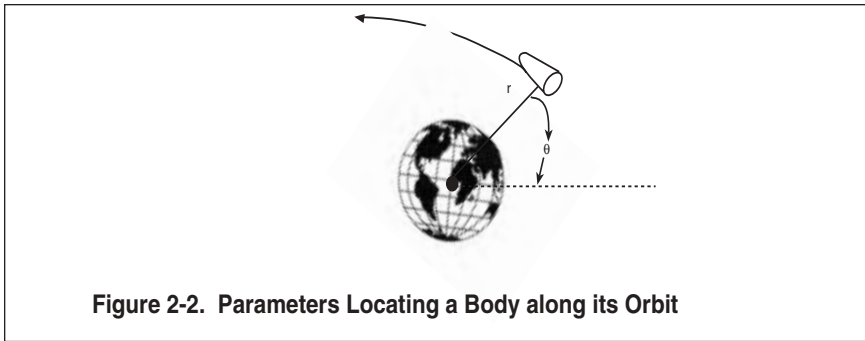 r
θ
Figure 2-2. Parameters Locating a Body along its Orbit